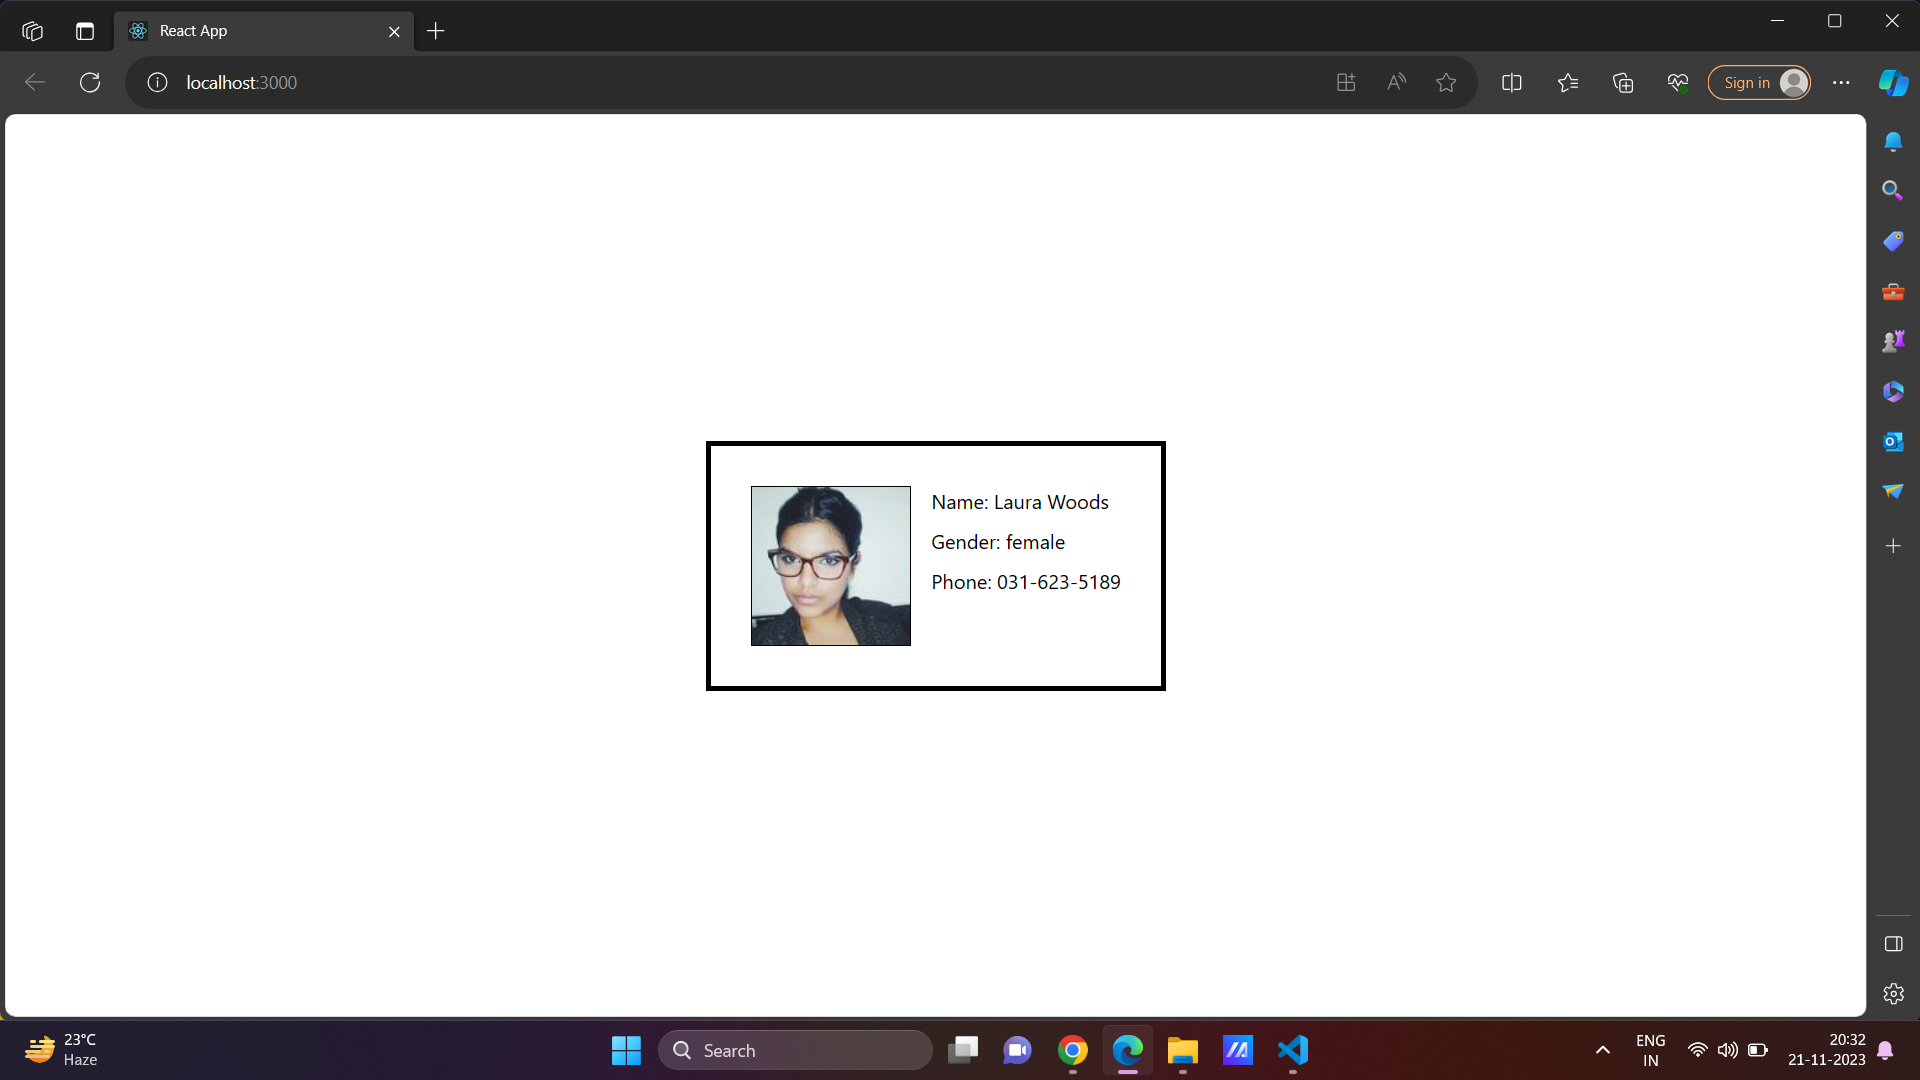 React App
localhost:3000
Sign in
Name: Laura Woods
Gender: female
Phone: 031-623-5189
23°C
Haze
Search
ENG
IN
20:32
21-11-2023